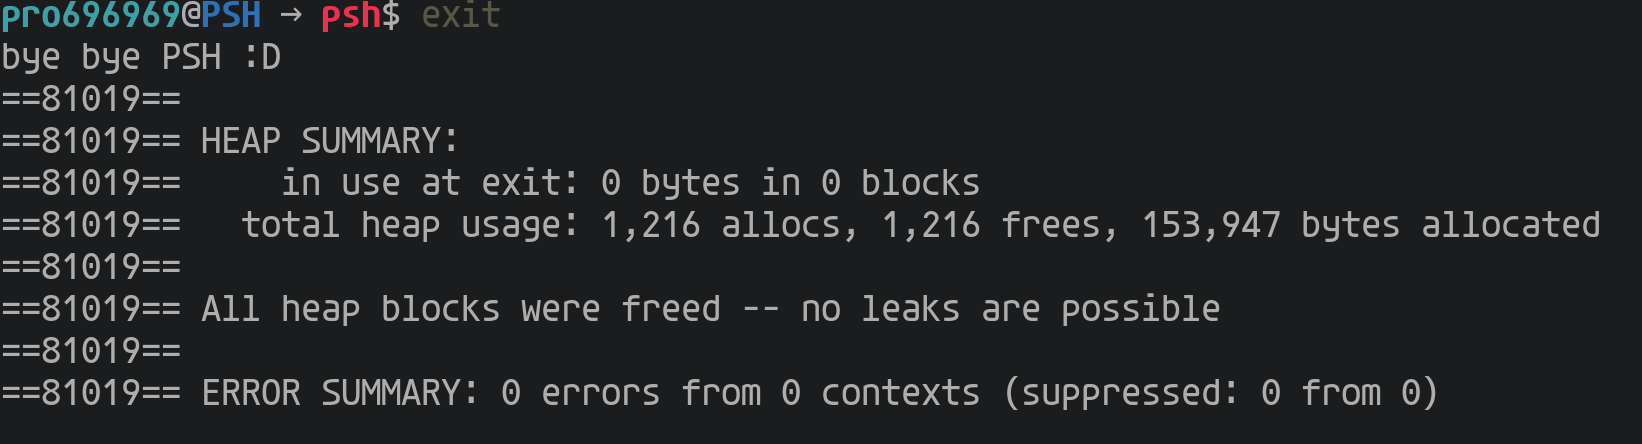 pro696969@PSH → psh$ exit
bye bye PSH :D
==81019==
==81019== HEAP SUMMARY:
==81019==     in use at exit: 0 bytes in 0 blocks
==81019==   total heap usage: 1,216 allocs, 1,216 frees, 153,947 bytes allocated
==81019==
==81019== All heap blocks were freed -- no leaks are possible
==81019==
==81019== ERROR SUMMARY: 0 errors from 0 contexts (suppressed: 0 from 0)